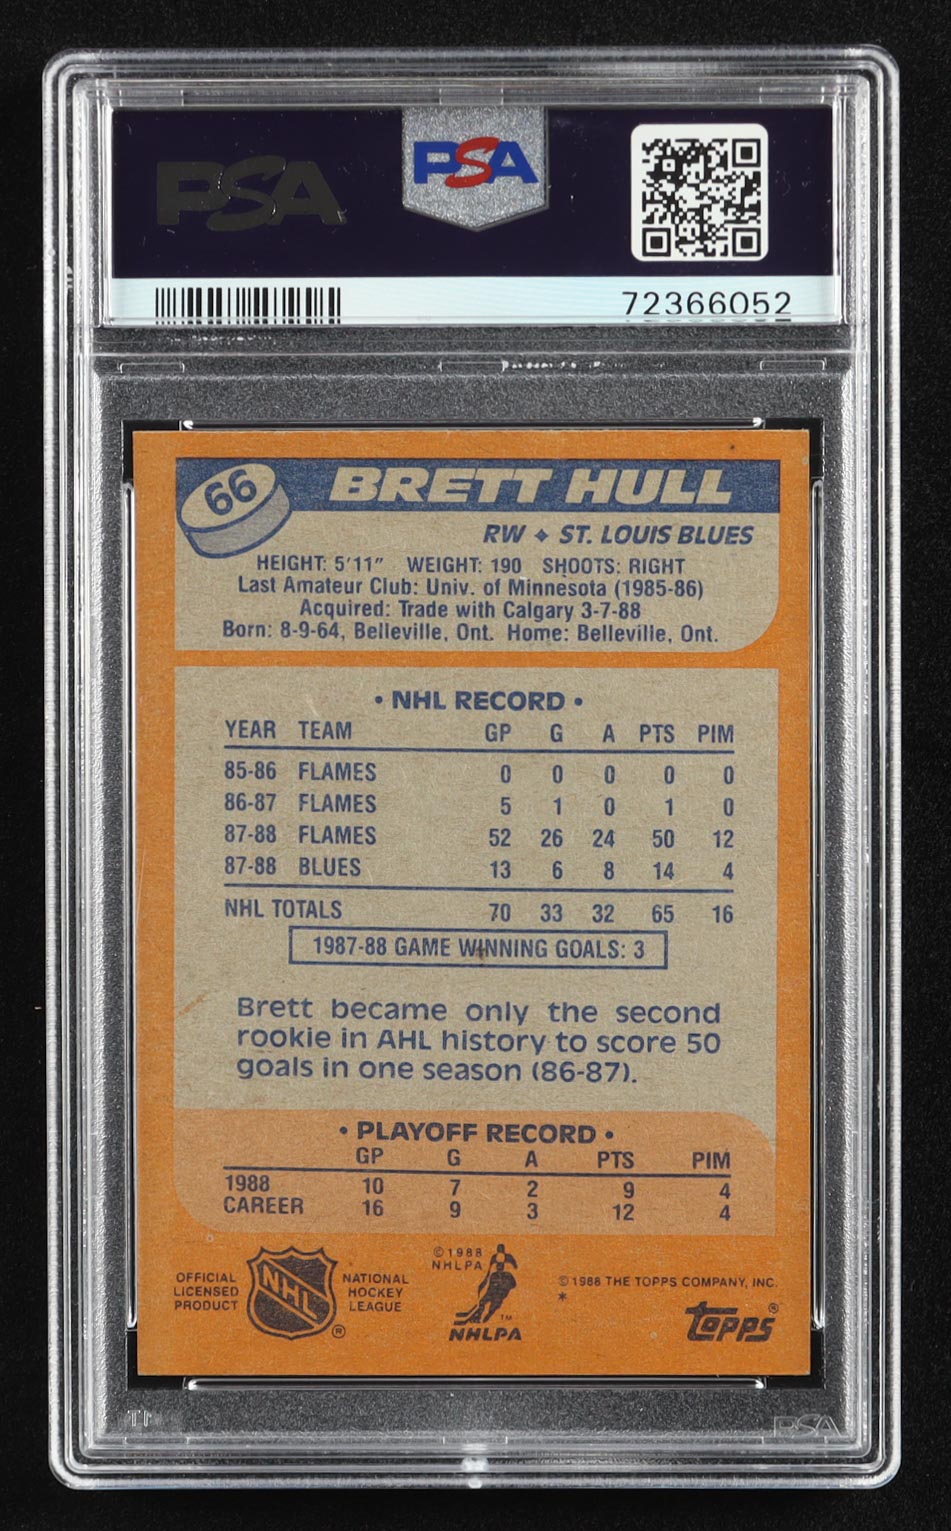 PSA
PSA
72366052
66
BRETT HULL
RW ✦ ST. LOUIS BLUES
HEIGHT: 5'11" WEIGHT: 190 SHOOTS: RIGHT
Last Amateur Club: Univ. of Minnesota (1985-86)
Acquired: Trade with Calgary 3-7-88
Born: 8-9-64, Belleville, Ont. Home: Belleville, Ont.
• NHL RECORD •
YEAR TEAM GP G A PTS PIM
85-86 FLAMES 0 0 0 0 0
86-87 FLAMES 5 1 0 1 0
87-88 FLAMES 52 26 24 50 12
87-88 BLUES 13 6 8 14 4
NHL TOTALS 70 33 32 65 16
1987-88 GAME WINNING GOALS: 3
Brett became only the second
rookie in AHL history to score 50
goals in one season (86-87).
• PLAYOFF RECORD •
GP G A PTS PIM
1988 10 7 2 9 4
CAREER 16 9 3 12 4
OFFICIAL
LICENSED
PRODUCT
NHL
®
NATIONAL
HOCKEY
LEAGUE
©1988
NHLPA
TM
NHLPA
©1988 THE TOPPS COMPANY, INC.
*
topps®
PSA